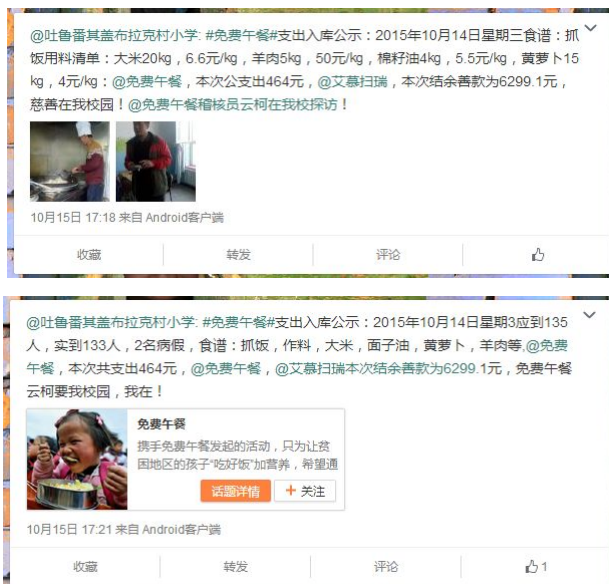 @吐鲁番其盖布拉克村小学: #免费午餐#支出入库公示：2015年10月14日星期三食谱：抓
饭用料清单：大米20kg，6.6元/kg，羊肉5kg，50元/kg，棉籽油4kg，5.5元/kg，黄萝卜15
kg，4元/kg：@免费午餐，本次公支出464元，@艾慕扫瑞，本次结余善款为6299.1元，
慈善在我校园！@免费午餐稽核员云柯在我校探访！
10月15日 17:18 来自 Android客户端
收藏 转发 评论
@吐鲁番其盖布拉克村小学: #免费午餐#支出入库公示：2015年10月14日星期3应到135
人，实到133人，2名病假，食谱：抓饭，作料，大米，面子油，黄萝卜，羊肉等,@免费
午餐，本次共支出464元，@免费午餐，@艾慕扫瑞本次结余善款为6299.1元，免费午餐
云柯要我校园，我在！
免费午餐
携手免费午餐发起的活动，只为让贫
困地区的孩子“吃好饭”加营养，希望通
话题详情 + 关注
10月15日 17:21 来自 Android客户端
收藏 转发 评论 1